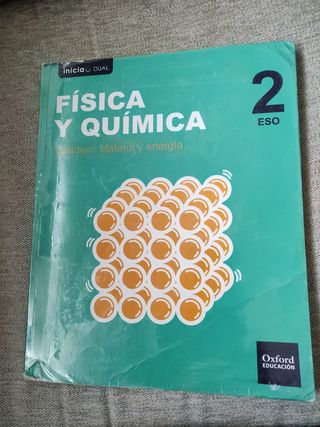 inicia DUAL
FÍSICA
Y QUÍMICA
2
ESO
Volumen: Materia y energía
Oxford
EDUCACIÓN